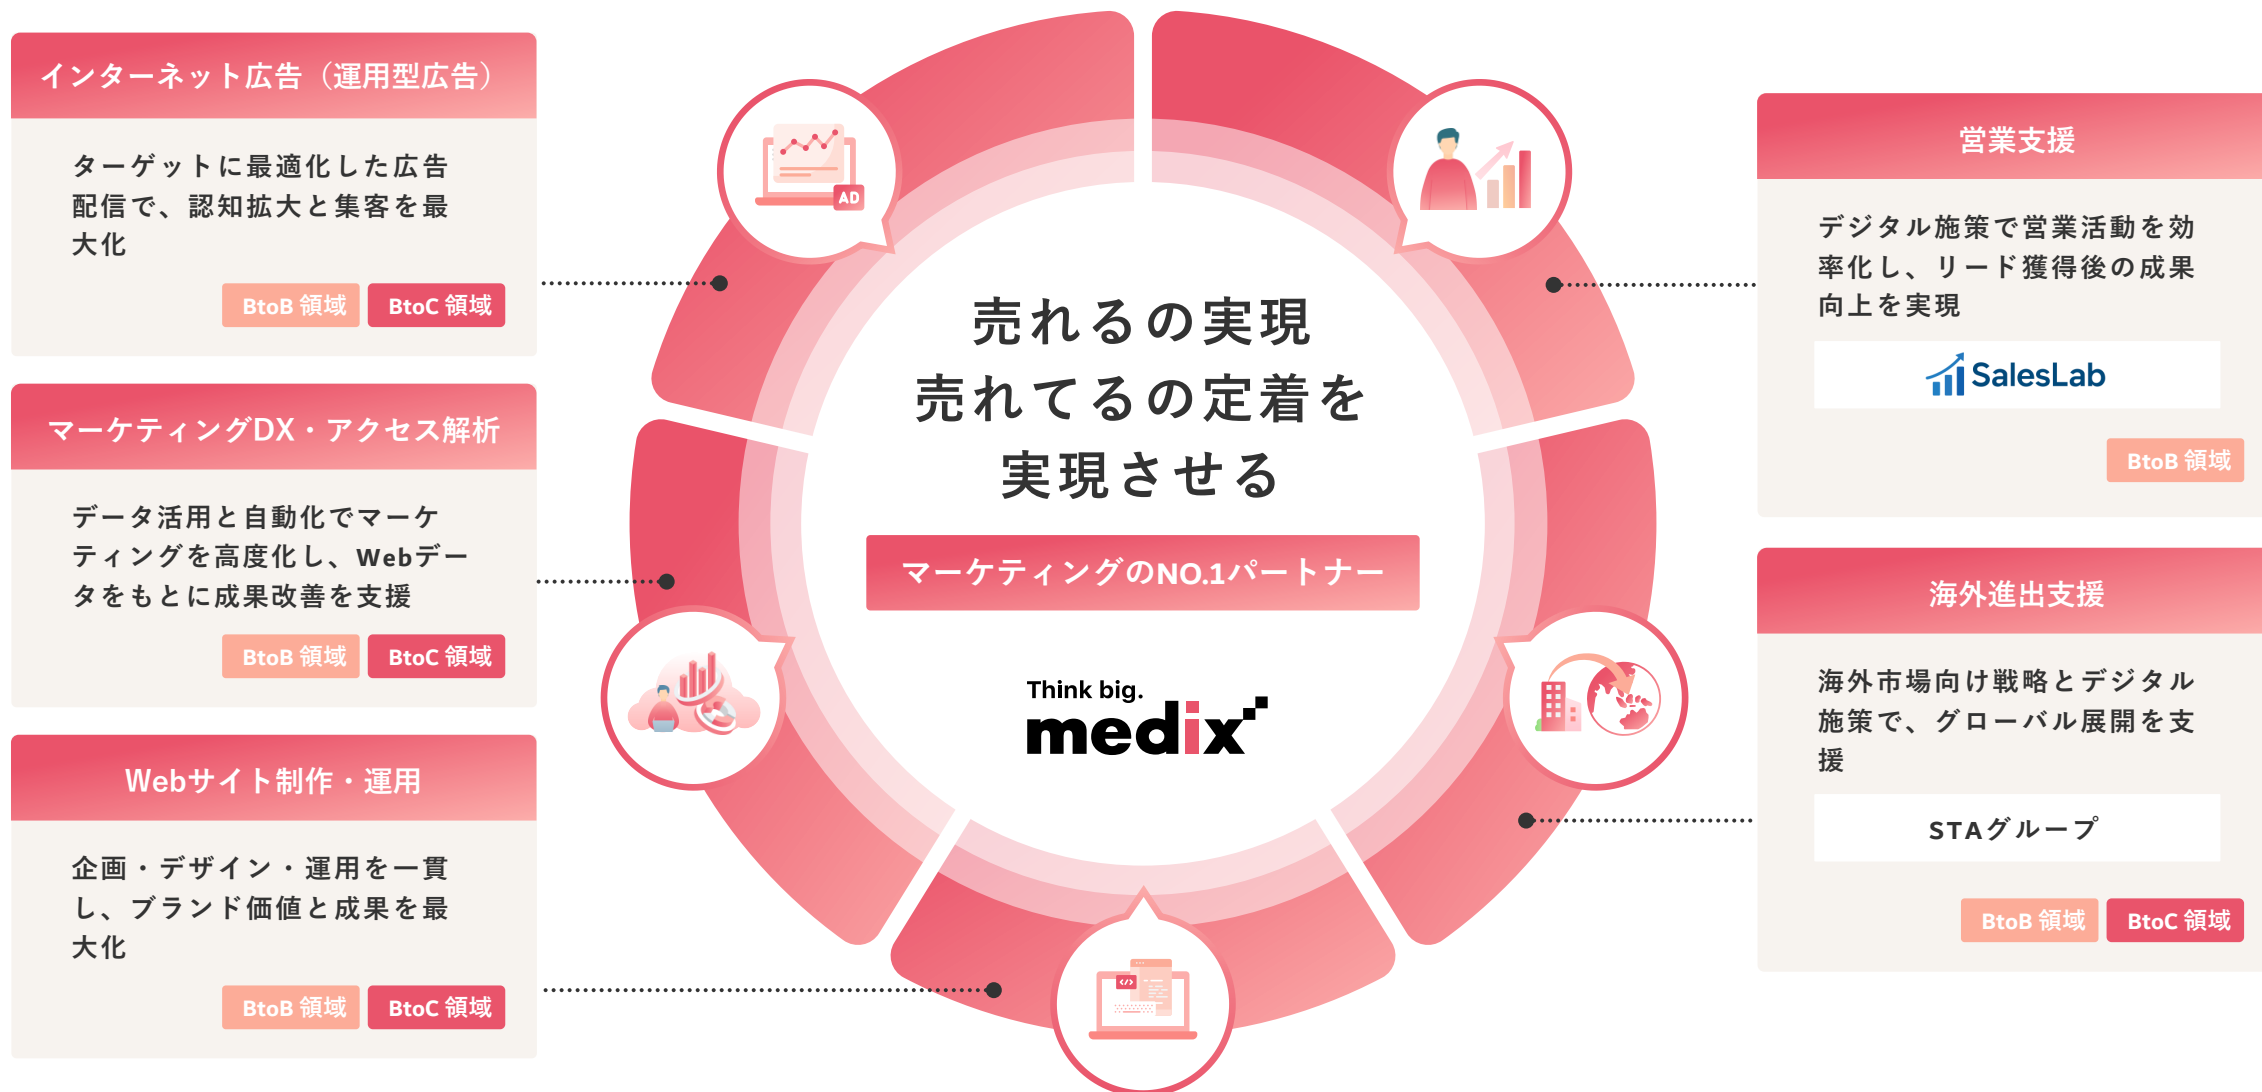 インターネット広告（運用型広告）
ターゲットに最適化した広告
配信で、認知拡大と集客を最
大化
BtoB 領域 BtoC 領域
マーケティングDX・アクセス解析
データ活用と自動化でマーケ
ティングを高度化し、Webデー
タをもとに成果改善を支援
BtoB 領域 BtoC 領域
Webサイト制作・運用
企画・デザイン・運用を一貫
し、ブランド価値と成果を最
大化
BtoB 領域 BtoC 領域
AD
売れるの実現
売れてるの定着を
実現させる
マーケティングのNO.1パートナー
Think big.
medix
</>
営業支援
デジタル施策で営業活動を効
率化し、リード獲得後の成果
向上を実現
SalesLab
BtoB 領域
海外進出支援
海外市場向け戦略とデジタル
施策で、グローバル展開を支
援
STAグループ
BtoB 領域 BtoC 領域